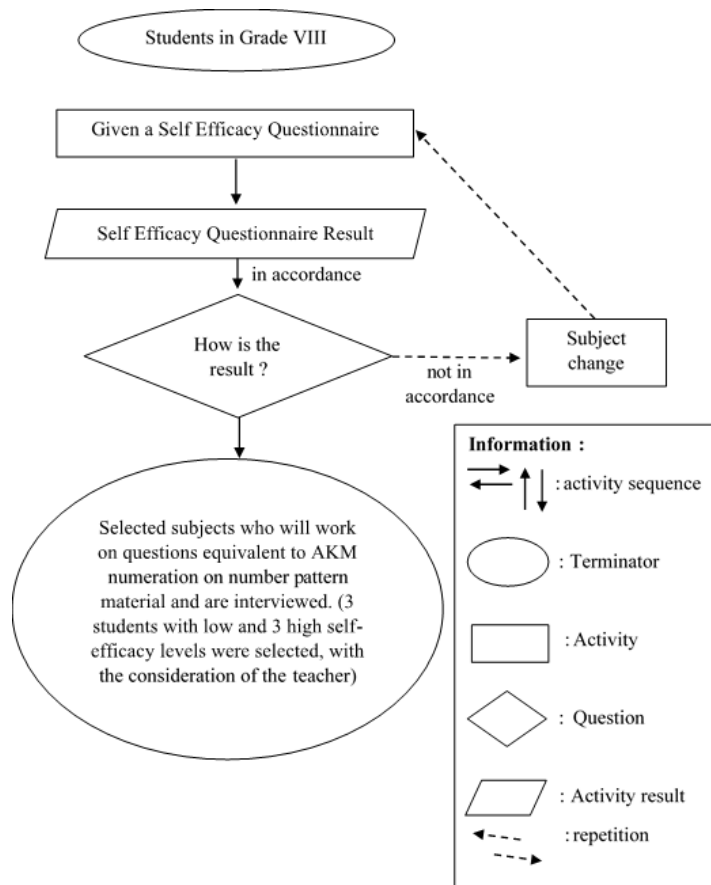 Students in Grade VIII
Given a Self Efficacy Questionnaire
Self Efficacy Questionnaire Result
in accordance
How is the
result ?
not in
accordance
Subject
change
Selected subjects who will work
on questions equivalent to AKM
numeration on number pattern
material and are interviewed. (3
students with low and 3 high self-
efficacy levels were selected, with
the consideration of the teacher)
Information :
: activity sequence
: Terminator
: Activity
: Question
: Activity result
: repetition